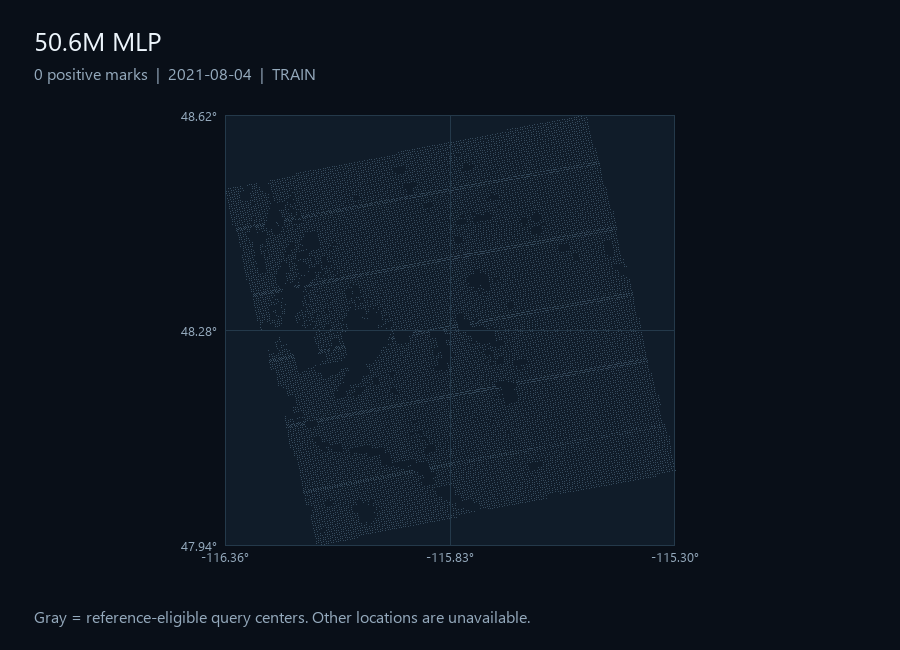 50.6M MLP
0 positive marks | 2021-08-04 | TRAIN
48.62°
48.28°
47.94°
-116.36° -115.83° -115.30°
Gray = reference-eligible query centers. Other locations are unavailable.